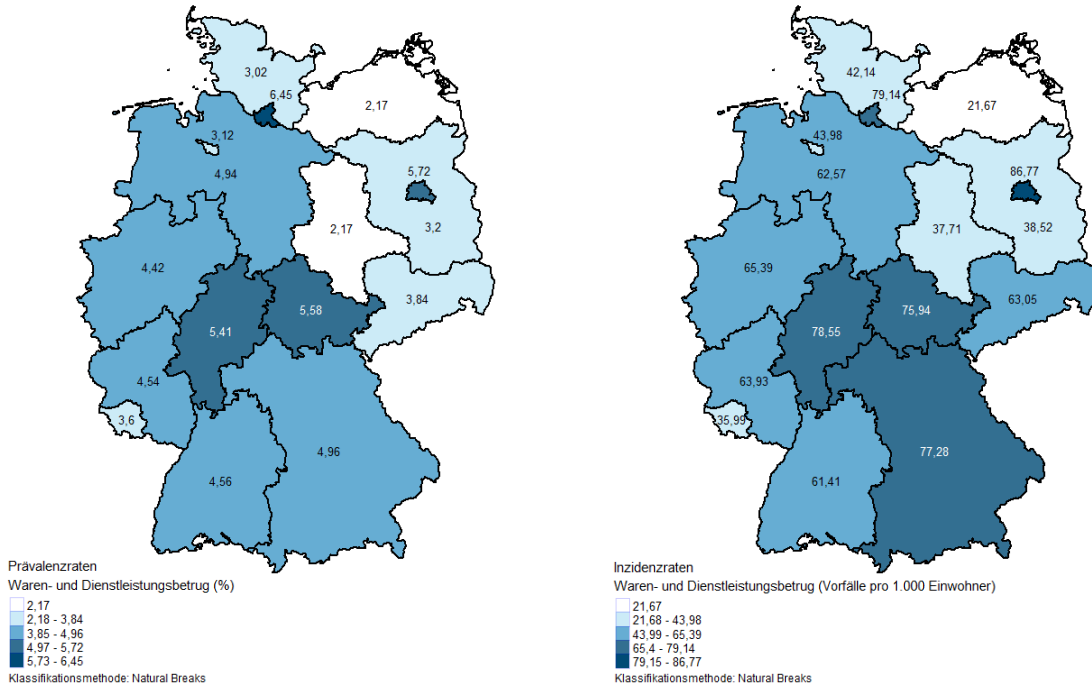 3,02
6,45
2,17
3,12
5,72
4,94
2,17
3,2
4,42
3,84
5,58
5,41
4,54
3,6
4,96
4,56
Prävalenzraten
Waren- und Dienstleistungsbetrug (%)
2,17
2,18 - 3,84
3,85 - 4,96
4,97 - 5,72
5,73 - 6,45
Klassifikationsmethode: Natural Breaks
42,14
79,14
21,67
43,98
86,77
62,57
37,71
38,52
65,39
63,05
75,94
78,55
63,93
35,99
77,28
61,41
Inzidenzraten
Waren- und Dienstleistungsbetrug (Vorfälle pro 1.000 Einwohner)
21,67
21,68 - 43,98
43,99 - 65,39
65,4 - 79,14
79,15 - 86,77
Klassifikationsmethode: Natural Breaks